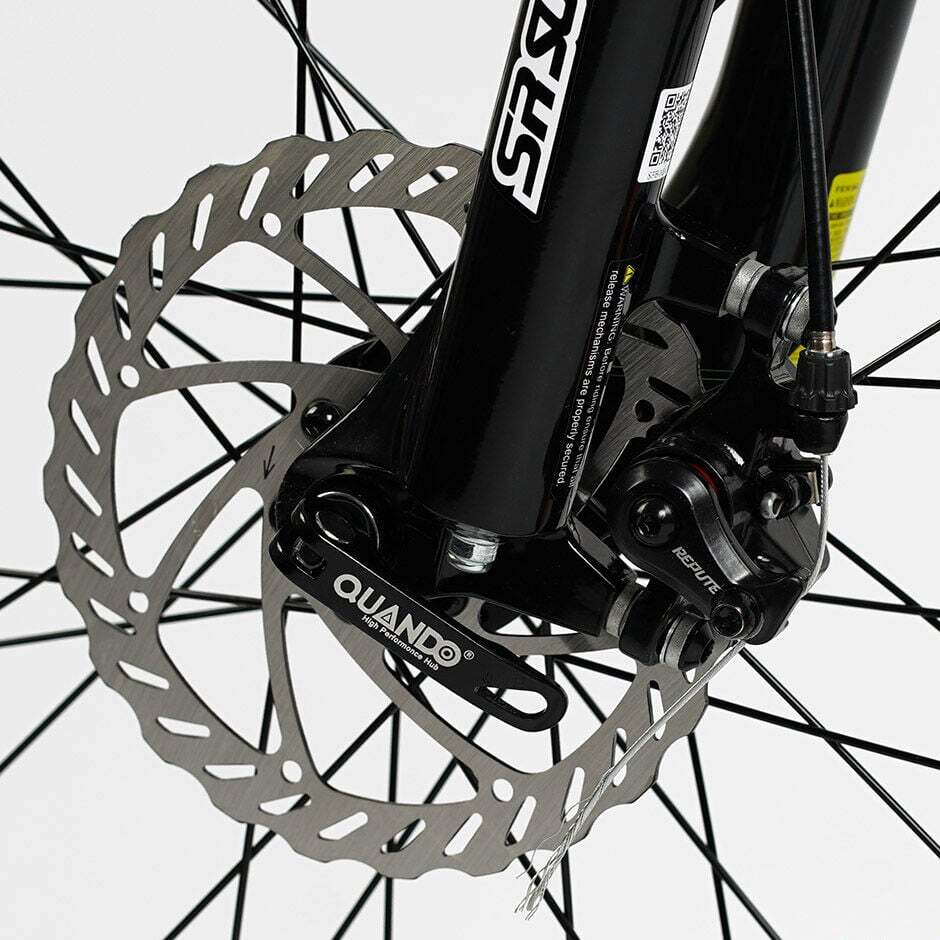 SR SU
WARNING: Before riding ensure that all
release mechanisms are properly secured.
REPUTE
QUANDO®
High Performance Hub